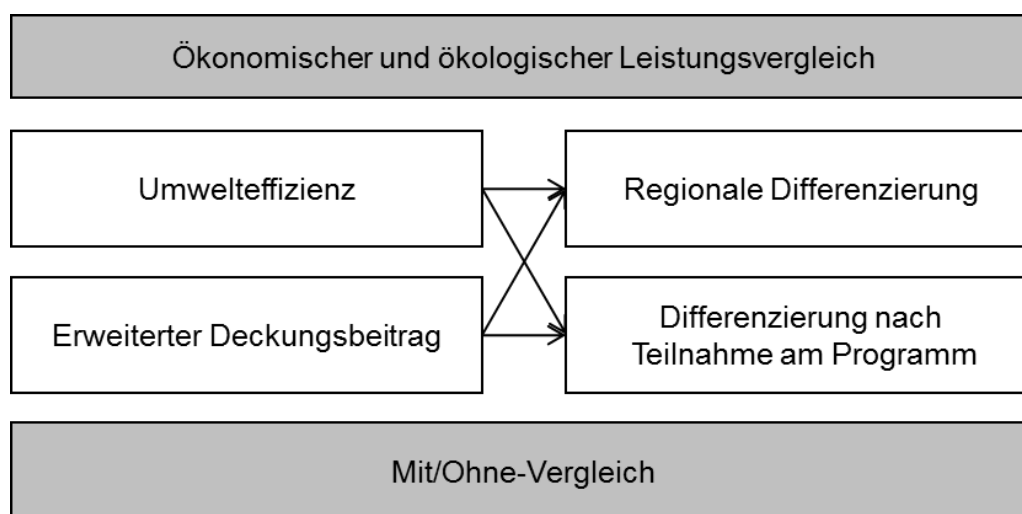 Ökonomischer und ökologischer Leistungsvergleich
Umwelteffizienz
Regionale Differenzierung
Erweiterter Deckungsbeitrag
Differenzierung nach
Teilnahme am Programm
Mit/Ohne-Vergleich